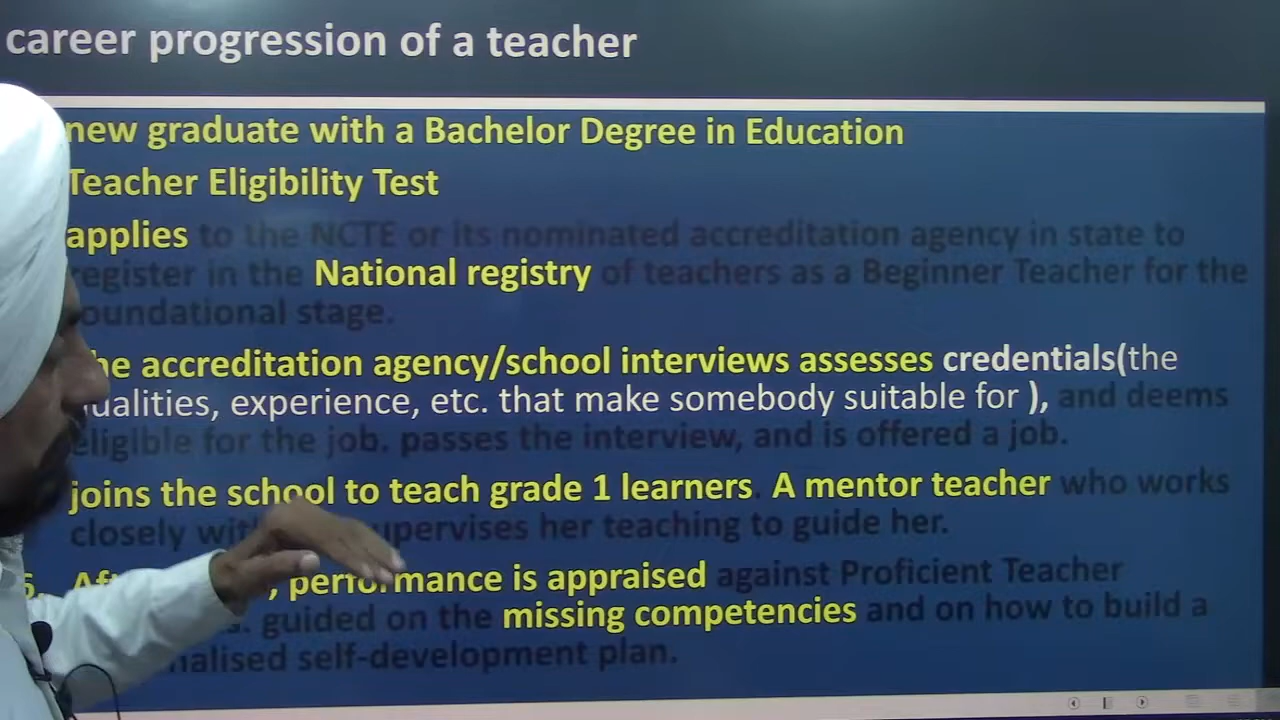 career progression of a teacher
new graduate with a Bachelor Degree in Education
Teacher Eligibility Test
applies to the NCTE or its nominated accreditation agency in state to
register in the National registry of teachers as a Beginner Teacher for the
oundational stage.
he accreditation agency/school interviews assesses credentials(the
ualities, experience, etc. that make somebody suitable for ), and deems
eligible for the job. passes the interview, and is offered a job.
joins the school to teach grade 1 learners. A mentor teacher who works
closely wit upervises her teaching to guide her.
6. Af , performance is appraised against Proficient Teacher
. guided on the missing competencies and on how to build a
nalised self-development plan.